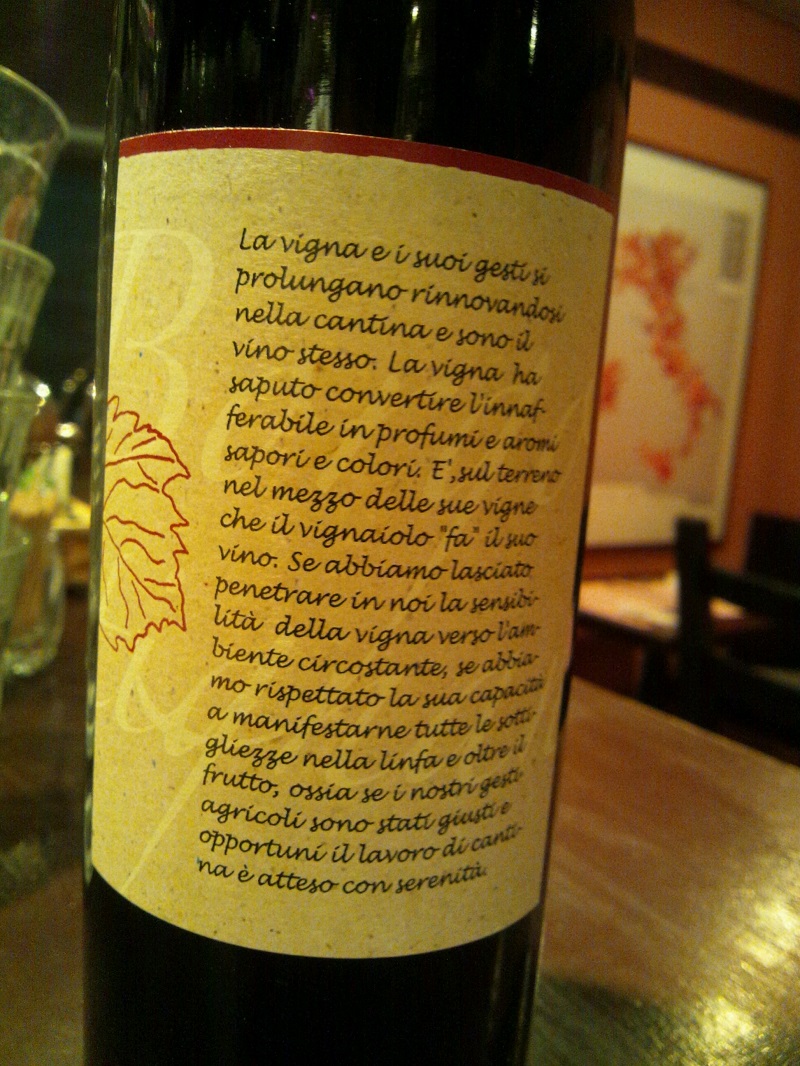 La vigna e i suoi gesti si
prolungano rinnovandosi
nella cantina e sono il
vino stesso. La vigna ha
saputo convertire l'innaf-
ferabile in profumi e aromi
sapori e colori. E', sul terreno
nel mezzo delle sue vigne
che il vignaiolo "fa" il suo
vino. Se abbiamo lasciato
penetrare in noi la sensibi-
lità della vigna verso l'am-
biente circostante, se abbia-
mo rispettato la sua capacità
a manifestarne tutte le sotti-
gliezze nella linfa e oltre il
frutto, ossia se i nostri gesti
agricoli sono stati giusti e
opportuni il lavoro di canti-
na è atteso con serenità.